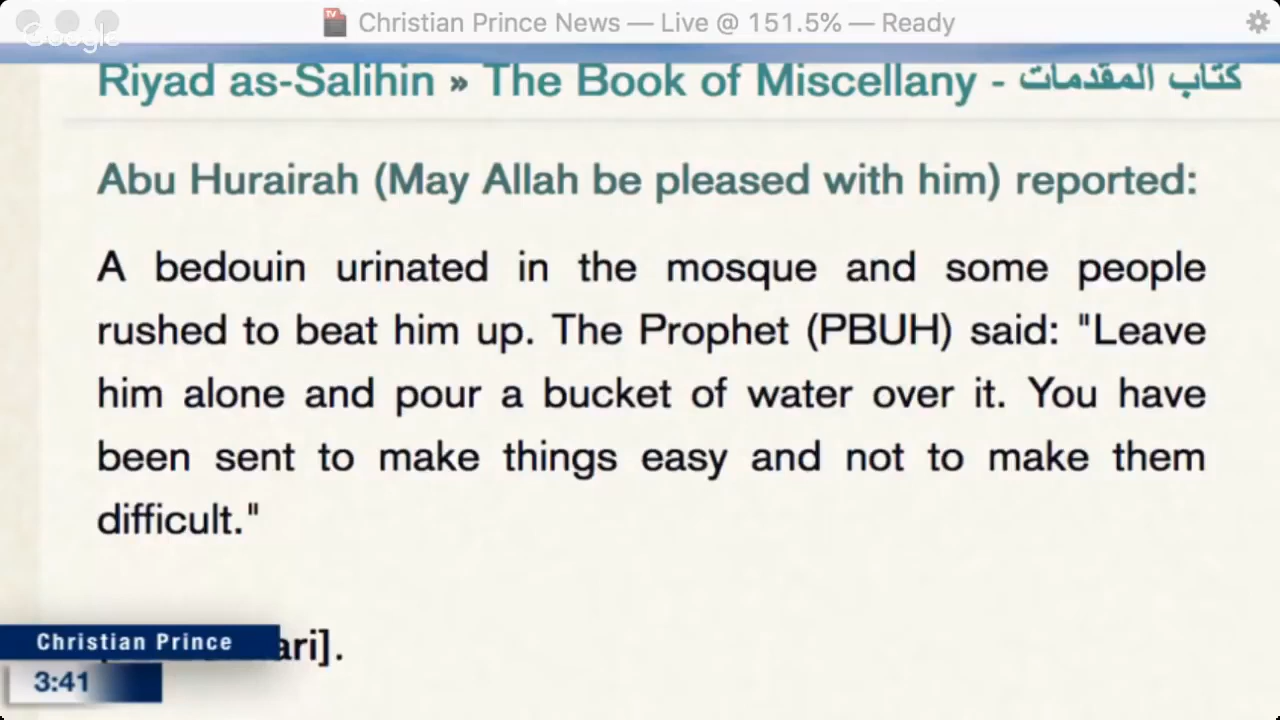 Christian Prince News — Live @ 151.5% — Ready
Google
Riyad as-Salihin » The Book of Miscellany - كتاب المقدمات
Abu Hurairah (May Allah be pleased with him) reported:
A bedouin urinated in the mosque and some people
rushed to beat him up. The Prophet (PBUH) said: "Leave
him alone and pour a bucket of water over it. You have
been sent to make things easy and not to make them
difficult."
Christian Prince
ari].
3:41